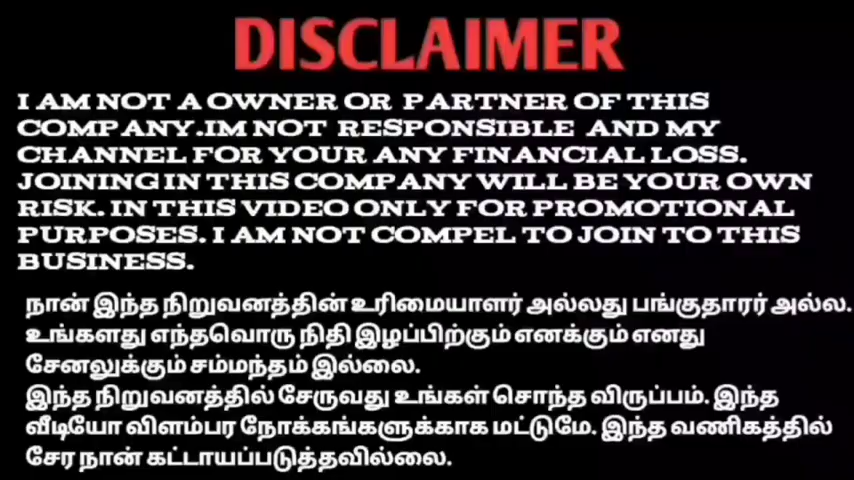 DISCLAIMER
I AM NOT A OWNER OR PARTNER OF THIS
COMPANY.IM NOT RESPONSIBLE AND MY
CHANNEL FOR YOUR ANY FINANCIAL LOSS.
JOINING IN THIS COMPANY WILL BE YOUR OWN
RISK. IN THIS VIDEO ONLY FOR PROMOTIONAL
PURPOSES. I AM NOT COMPEL TO JOIN TO THIS
BUSINESS.
நான் இந்த நிறுவனத்தின் உரிமையாளர் அல்லது பங்குதாரர் அல்ல.
உங்களது எந்தவொரு நிதி இழப்பிற்கும் எனக்கும் எனது
சேனலுக்கும் சம்மந்தம் இல்லை.
இந்த நிறுவனத்தில் சேருவது உங்கள் சொந்த விருப்பம். இந்த
வீடியோ விளம்பர நோக்கங்களுக்காக மட்டுமே. இந்த வணிகத்தில்
சேர நான் கட்டாயப்படுத்தவில்லை.